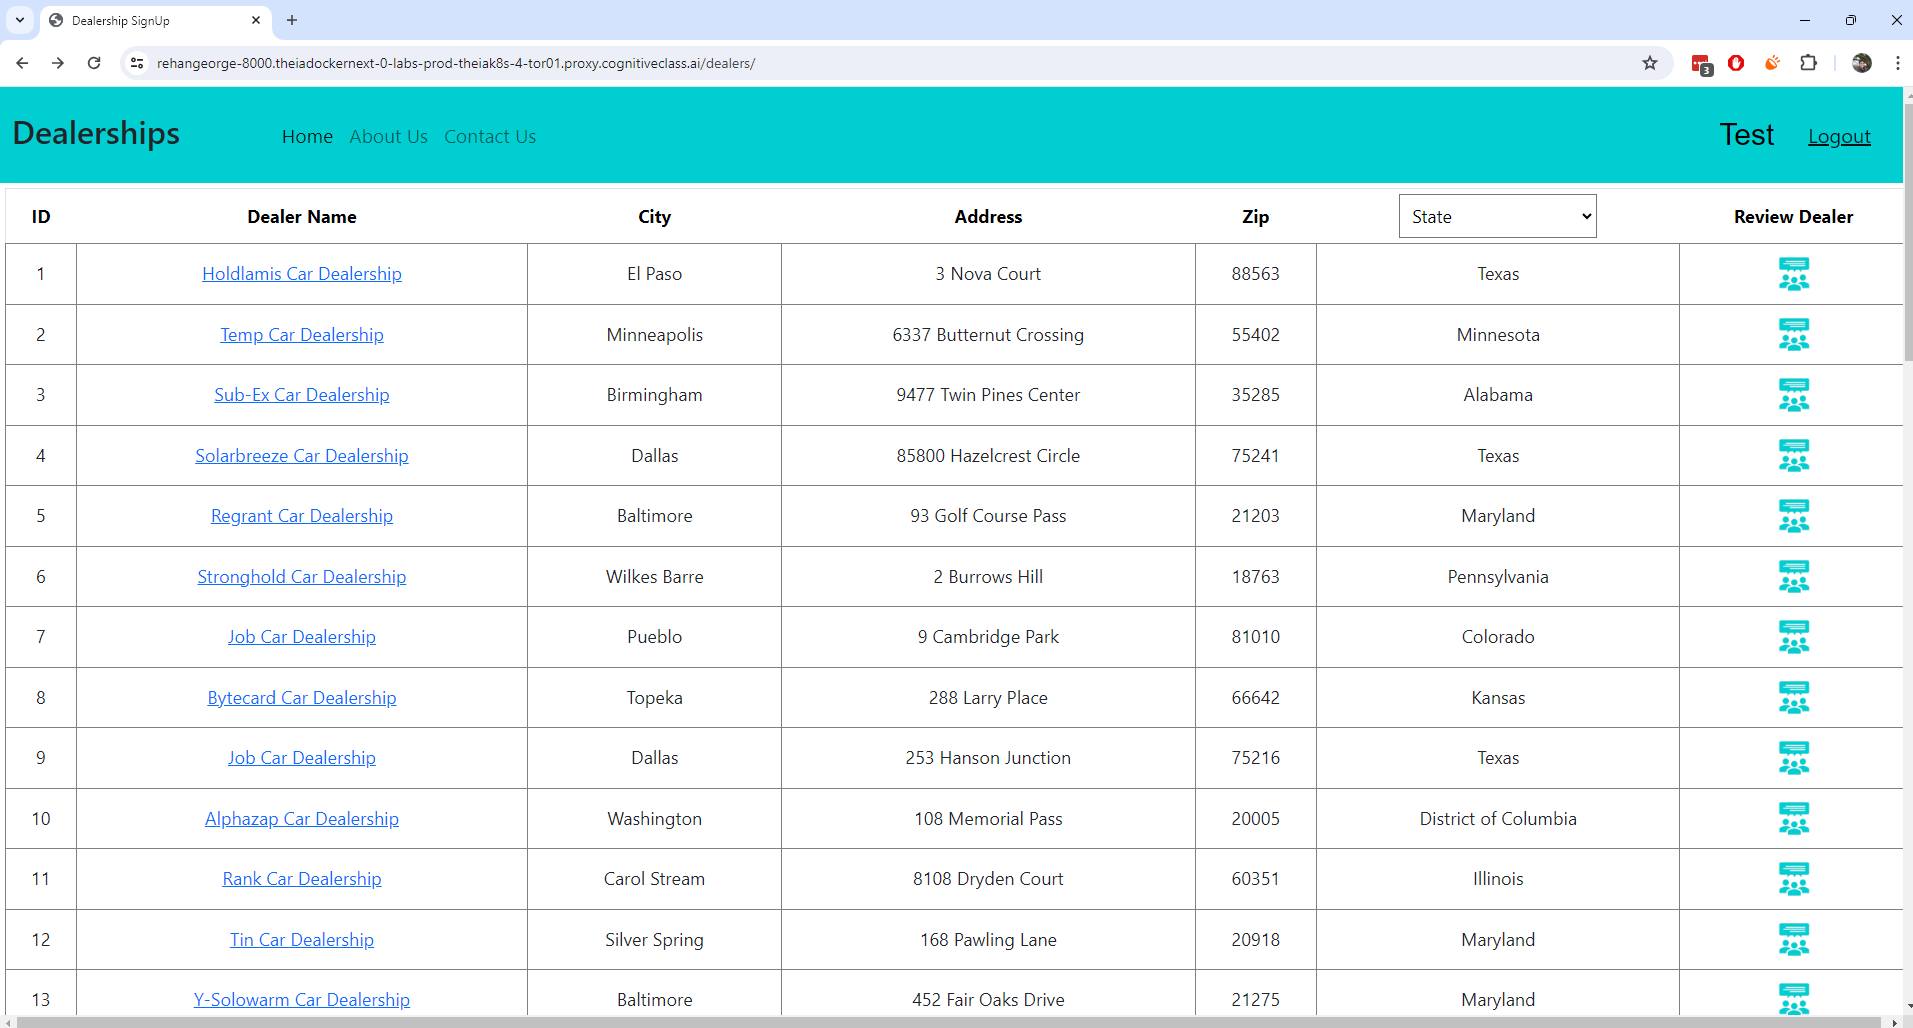 Dealership SignUp
rehangeorge-8000.theiadockernext-0-labs-prod-theiak8s-4-tor01.proxy.cognitiveclass.ai/dealers/
3
Dealerships Home About Us Contact Us Test Logout
ID Dealer Name City Address Zip State Review Dealer
1 Holdlamis Car Dealership El Paso 3 Nova Court 88563 Texas
2 Temp Car Dealership Minneapolis 6337 Butternut Crossing 55402 Minnesota
3 Sub-Ex Car Dealership Birmingham 9477 Twin Pines Center 35285 Alabama
4 Solarbreeze Car Dealership Dallas 85800 Hazelcrest Circle 75241 Texas
5 Regrant Car Dealership Baltimore 93 Golf Course Pass 21203 Maryland
6 Stronghold Car Dealership Wilkes Barre 2 Burrows Hill 18763 Pennsylvania
7 Job Car Dealership Pueblo 9 Cambridge Park 81010 Colorado
8 Bytecard Car Dealership Topeka 288 Larry Place 66642 Kansas
9 Job Car Dealership Dallas 253 Hanson Junction 75216 Texas
10 Alphazap Car Dealership Washington 108 Memorial Pass 20005 District of Columbia
11 Rank Car Dealership Carol Stream 8108 Dryden Court 60351 Illinois
12 Tin Car Dealership Silver Spring 168 Pawling Lane 20918 Maryland
13 Y-Solowarm Car Dealership Baltimore 452 Fair Oaks Drive 21275 Maryland